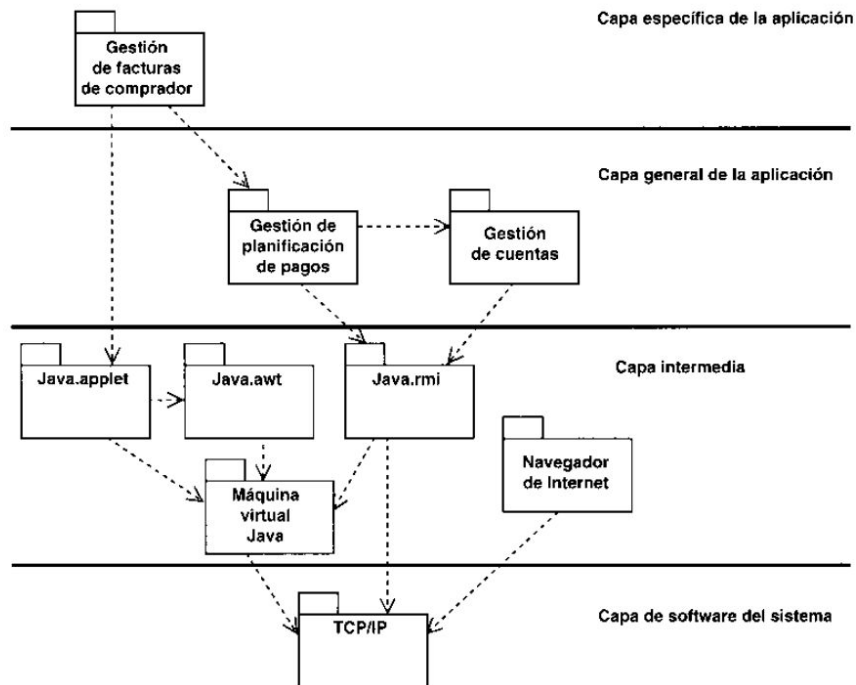 Capa específica de la aplicación
Gestión
de facturas
de comprador
Capa general de la aplicación
Gestión de
planificación
de pagos
Gestión
de cuentas
Capa intermedia
Java.applet
Java.awt
Java.rmi
Navegador
de Internet
Máquina
virtual
Java
Capa de software del sistema
TCP/IP